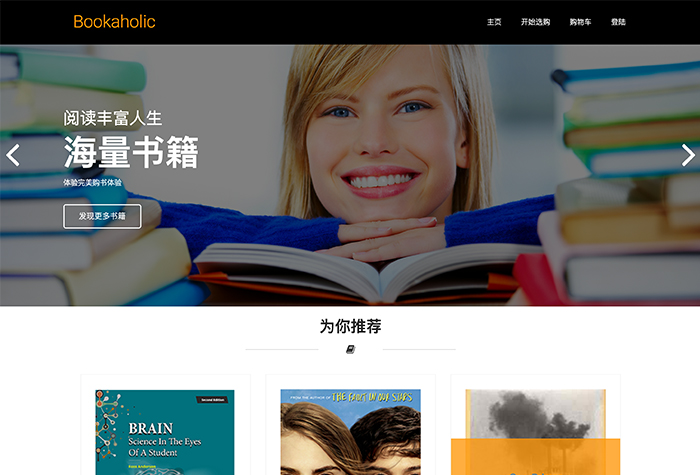 Bookaholic
主页 开始选购 购物车 登陆
阅读丰富人生
海量书籍
体验完美购书体验
发现更多书籍
为你推荐
Second Edition
BRAIN
Science In The Eyes
Of A Student
FROM THE AUTHOR OF THE FAULT IN OUR STARS